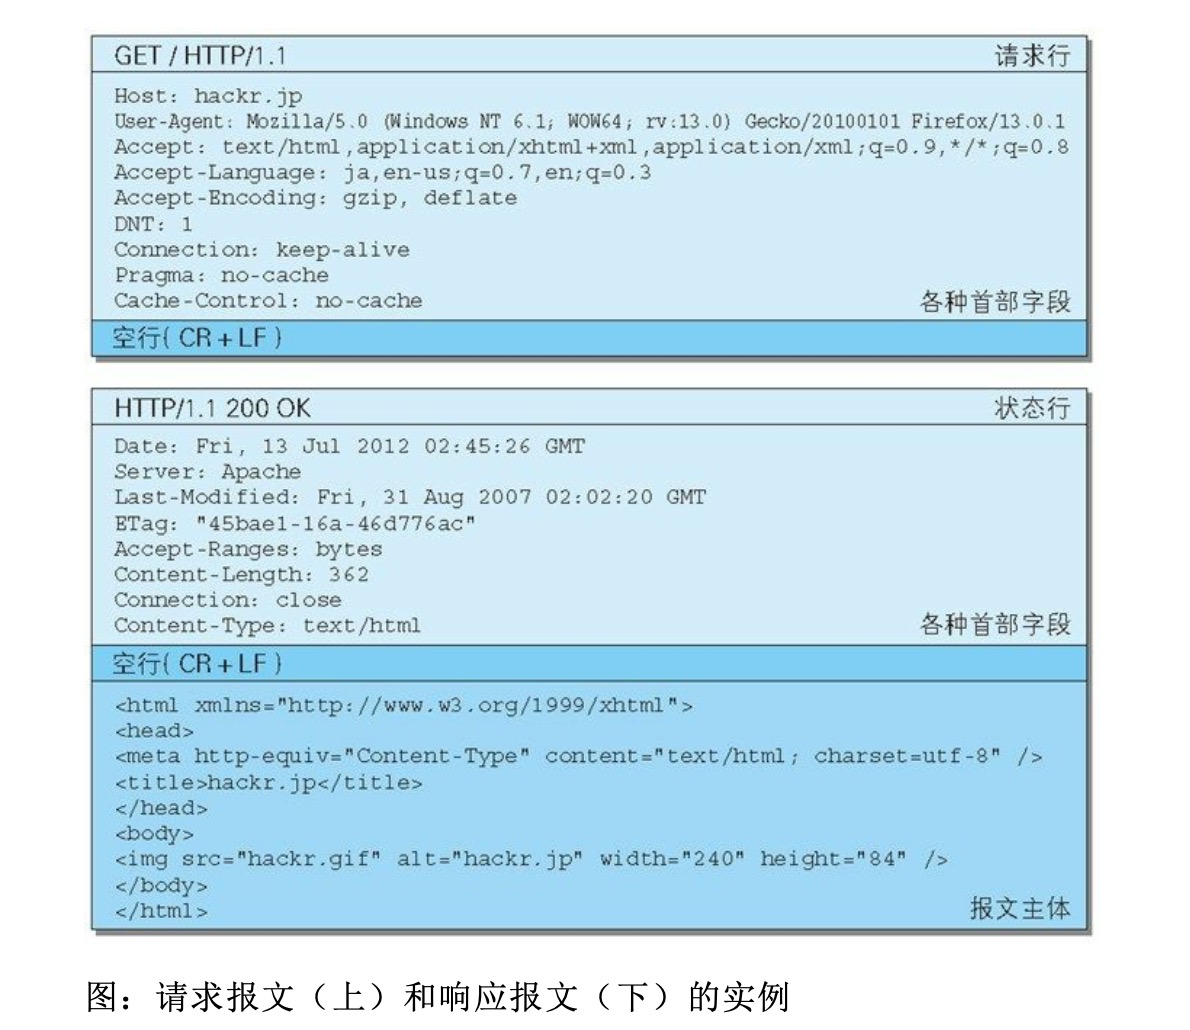 GET / HTTP/1.1 请求行
Host: hackr.jp
User-Agent: Mozilla/5.0 (Windows NT 6.1; WOW64; rv:13.0) Gecko/20100101 Firefox/13.0.1
Accept: text/html,application/xhtml+xml,application/xml;q=0.9,*/*;q=0.8
Accept-Language: ja,en-us;q=0.7,en;q=0.3
Accept-Encoding: gzip, deflate
DNT: 1
Connection: keep-alive
Pragma: no-cache
Cache-Control: no-cache 各种首部字段
空行( CR + LF )
HTTP/1.1 200 OK 状态行
Date: Fri, 13 Jul 2012 02:45:26 GMT
Server: Apache
Last-Modified: Fri, 31 Aug 2007 02:02:20 GMT
ETag: "45bae1-16a-46d776ac"
Accept-Ranges: bytes
Content-Length: 362
Connection: close
Content-Type: text/html 各种首部字段
空行( CR + LF )
<html xmlns="http://www.w3.org/1999/xhtml">
<head>
<meta http-equiv="Content-Type" content="text/html; charset=utf-8" />
<title>hackr.jp</title>
</head>
<body>
<img src="hackr.gif" alt="hackr.jp" width="240" height="84" />
</body>
</html> 报文主体
图：请求报文（上）和响应报文（下）的实例